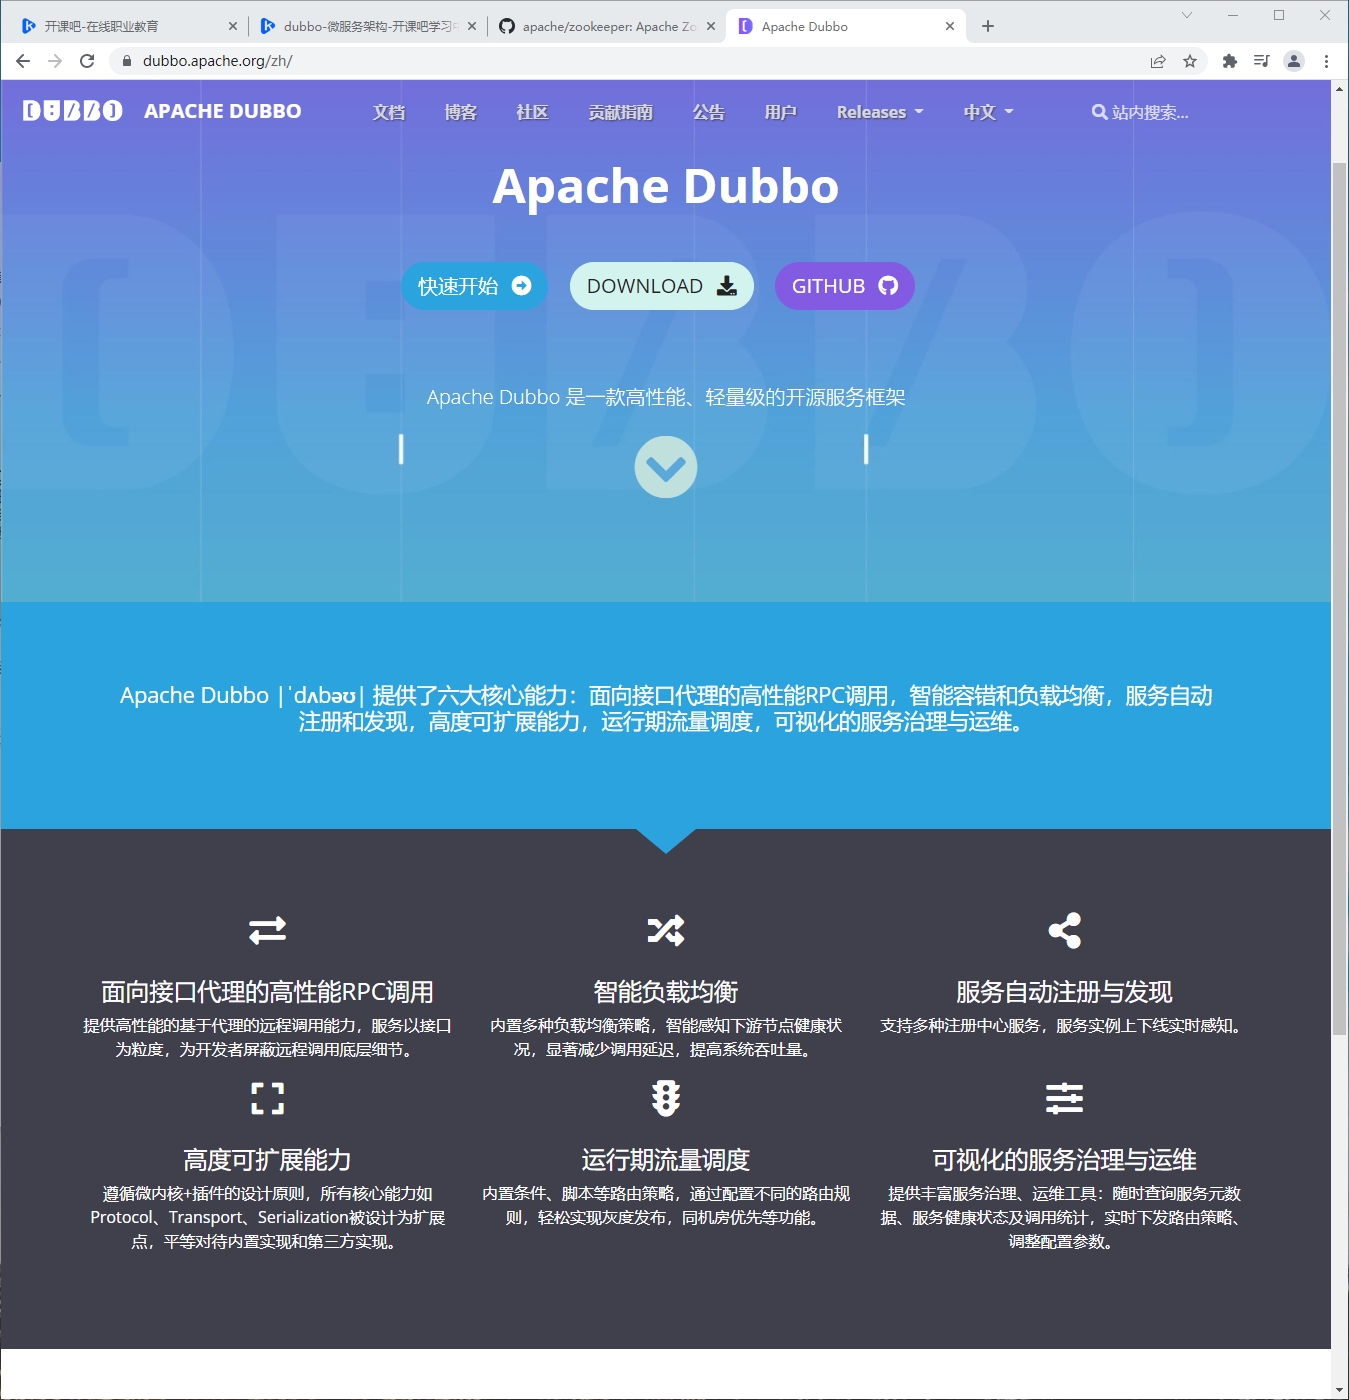 开课吧-在线职业教育
dubbo-微服务架构-开课吧学习
apache/zookeeper: Apache Zo
Apache Dubbo
dubbo.apache.org/zh/
DUBBO APACHE DUBBO 文档 博客 社区 贡献指南 公告 用户 Releases 中文 站内搜索...
Apache Dubbo
快速开始 DOWNLOAD GITHUB
Apache Dubbo 是一款高性能、轻量级的开源服务框架
Apache Dubbo |ˈdʌbəʊ| 提供了六大核心能力：面向接口代理的高性能RPC调用，智能容错和负载均衡，服务自动
注册和发现，高度可扩展能力，运行期流量调度，可视化的服务治理与运维。
面向接口代理的高性能RPC调用
提供高性能的基于代理的远程调用能力，服务以接口
为粒度，为开发者屏蔽远程调用底层细节。
智能负载均衡
内置多种负载均衡策略，智能感知下游节点健康状
况，显著减少调用延迟，提高系统吞吐量。
服务自动注册与发现
支持多种注册中心服务，服务实例上下线实时感知。
高度可扩展能力
遵循微内核+插件的设计原则，所有核心能力如
Protocol、Transport、Serialization被设计为扩展
点，平等对待内置实现和第三方实现。
运行期流量调度
内置条件、脚本等路由策略，通过配置不同的路由规
则，轻松实现灰度发布，同机房优先等功能。
可视化的服务治理与运维
提供丰富服务治理、运维工具：随时查询服务元数
据、服务健康状态及调用统计，实时下发路由策略、
调整配置参数。